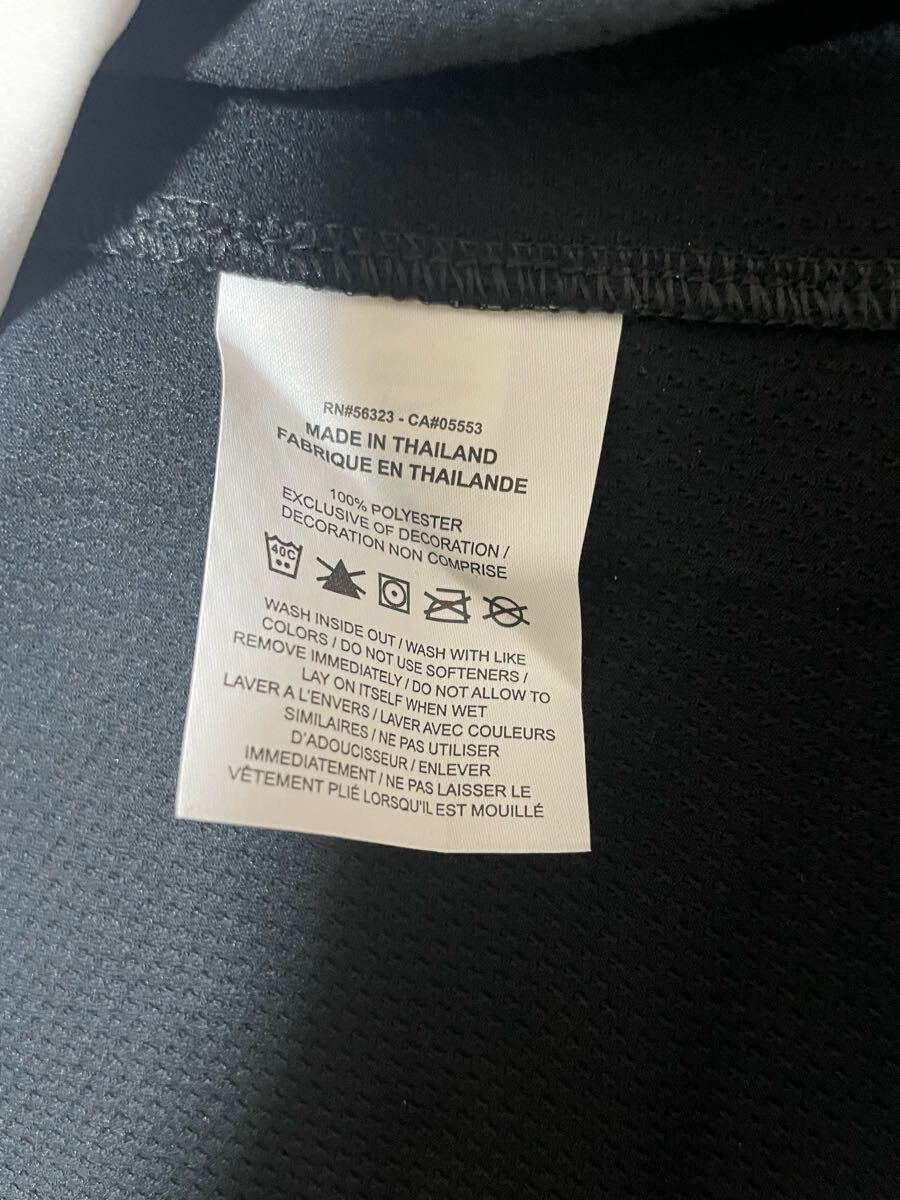 RN#56323 - CA#05553
MADE IN THAILAND
FABRIQUE EN THAILANDE
100% POLYESTER
EXCLUSIVE OF DECORATION /
DECORATION NON COMPRISE
40C
WASH INSIDE OUT / WASH WITH LIKE
COLORS / DO NOT USE SOFTENERS /
REMOVE IMMEDIATELY / DO NOT ALLOW TO
LAY ON ITSELF WHEN WET
LAVER A L'ENVERS / LAVER AVEC COULEURS
SIMILAIRES / NE PAS UTILISER
D'ADOUCISSEUR / ENLEVER
IMMEDIATEMENT / NE PAS LAISSER LE
VÊTEMENT PLIÉ LORSQU'IL EST MOUILLÉ